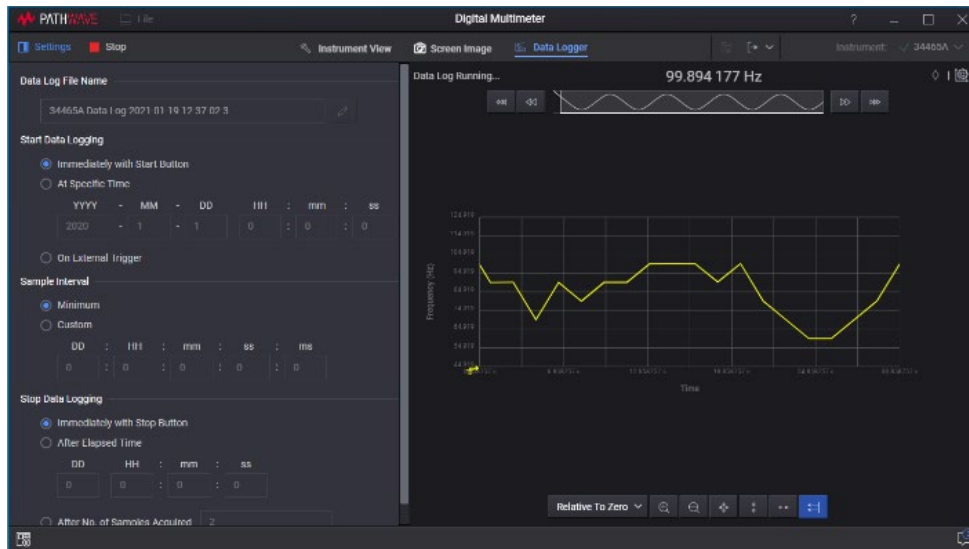 PATHWAVE File Digital Multimeter ?
Settings Stop Instrument View Screen Image Data Logger Instrument: 34465A
Data Log File Name
34465A Data Log 2021 01 19 12 37 02 3
Start Data Logging
Immediately with Start Button
At Specific Time
YYYY - MM - DD HH : mm : ss
2020 - 1 - 1 0 : 0 : 0
On External Trigger
Sample Interval
Minimum
Custom
DD : HH : mm : ss : ms
0 : 0 : 0 : 0 : 0
Stop Data Logging
Immediately with Stop Button
After Elapsed Time
DD HH : mm : ss
0 0 : 0 : 0
After No. of Samples Acquired 2
Data Log Running... 99.894 177 Hz
Frequency (Hz)
Time
Relative To Zero